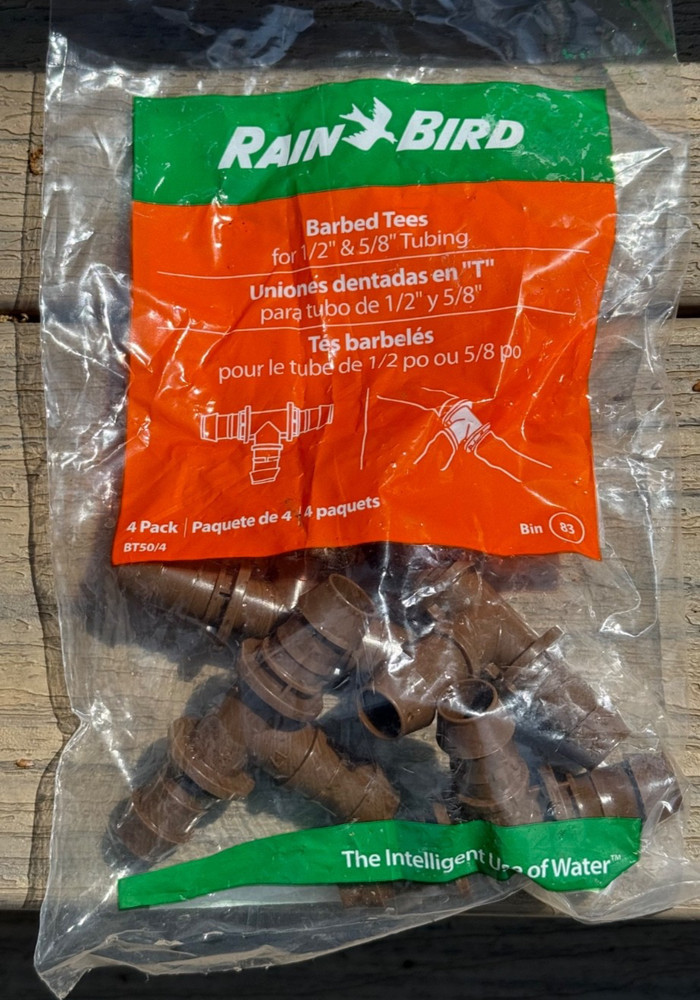 RAIN BIRD
Barbed Tees
for 1/2" & 5/8" Tubing
Uniones dentadas en "T"
para tubo de 1/2" y 5/8"
Tés barbelés
pour le tube de 1/2 po ou 5/8 po
4 Pack | Paquete de 4 4 paquets
BT50/4
Bin 83
The Intelligent Use of Water™